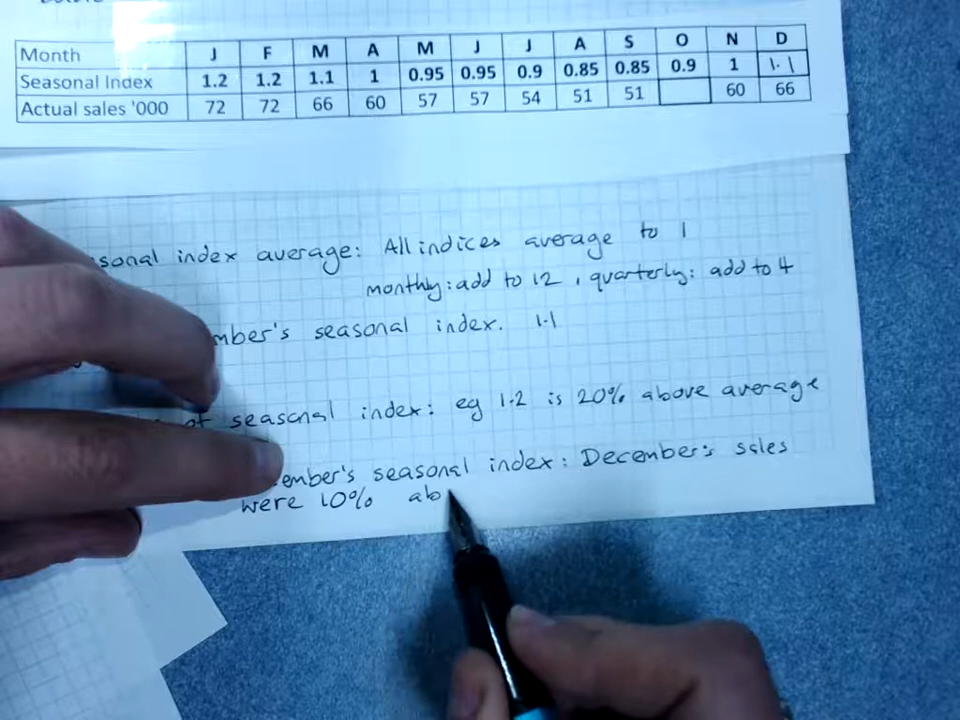 Month J F M A M J J A S O N D
Seasonal Index 1.2 1.2 1.1 1 0.95 0.95 0.9 0.85 0.85 0.9 1 1.1
Actual sales '000 72 72 66 60 57 57 54 51 51 60 66
sonal index average: All indices average to 1
monthly: add to 12, quarterly: add to 4
mber's seasonal index. 1.1
of seasonal index: eg 1.2 is 20% above average
ember's seasonal index: December's sales
were 10% ab